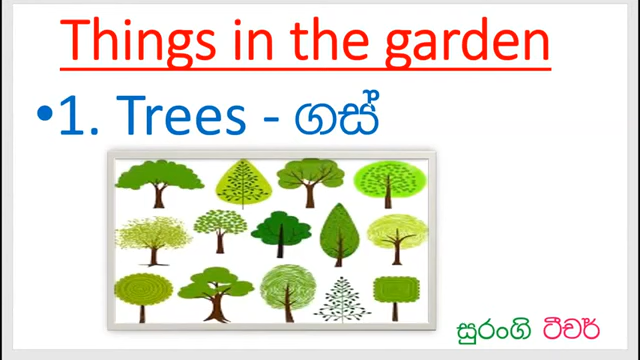 Things in the garden
•1. Trees - ගස්
සුරංගි ටීචර්